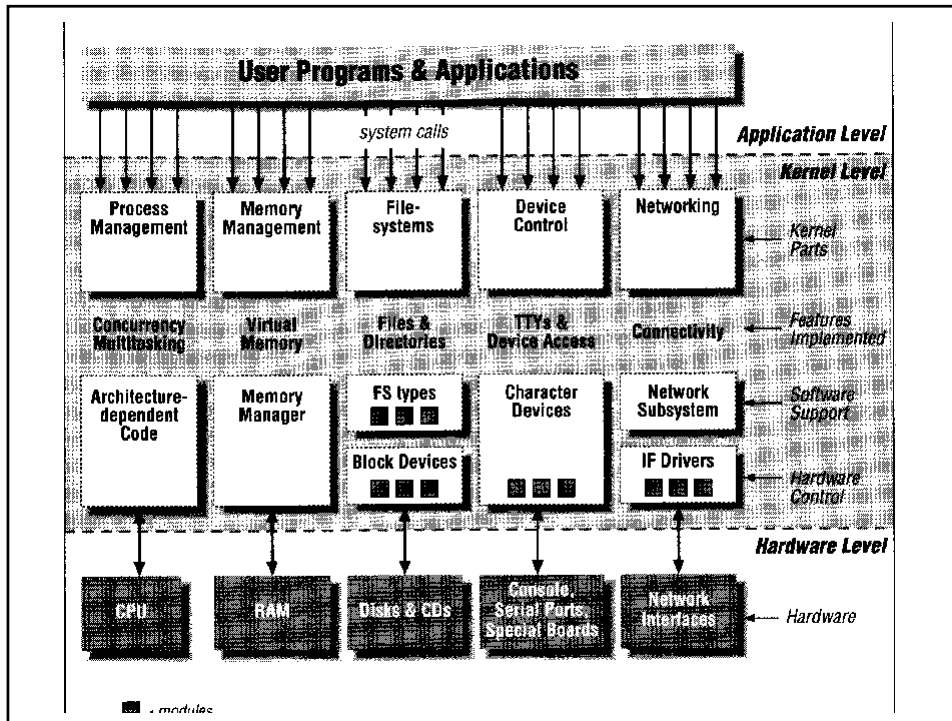 User Programs & Applications
system calls
Application Level
Kernel Level
Process
Management
Memory
Management
File-
systems
Device
Control
Networking
Kernel
Parts
Concurrency
Multitasking
Virtual
Memory
Files &
Directories
TTYs &
Device Access
Connectivity
Features
Implemented
Architecture-
dependent
Code
Memory
Manager
FS types
Character
Devices
Network
Subsystem
Software
Support
Block Devices
IF Drivers
Hardware
Control
Hardware Level
CPU
RAM
Disks & CDs
Console,
Serial Ports,
Special Boards
Network
Interfaces
Hardware
- modules